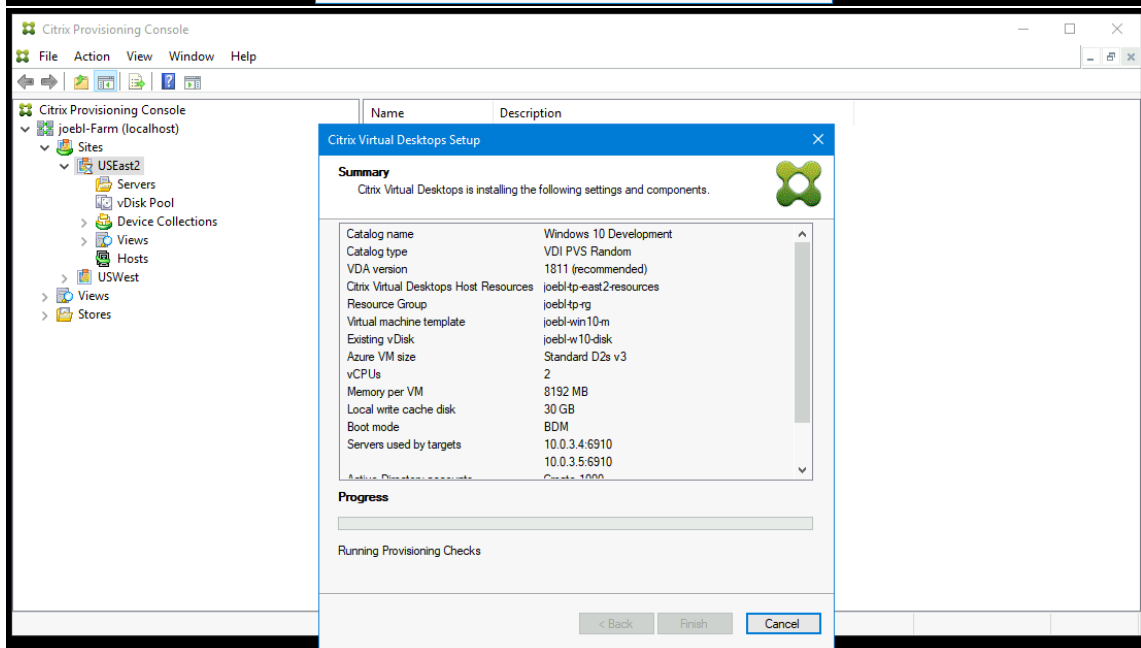 Citrix Provisioning Console
File Action View Window Help
Citrix Provisioning Console
joebl-Farm (localhost)
Sites
USEast2
Servers
vDisk Pool
Device Collections
Views
Hosts
USWest
Views
Stores
Name Description
Citrix Virtual Desktops Setup
Summary
Citrix Virtual Desktops is installing the following settings and components.
Catalog name Windows 10 Development
Catalog type VDI PVS Random
VDA version 1811 (recommended)
Citrix Virtual Desktops Host Resources joebl-tp-east2-resources
Resource Group joebl-tp-rg
Virtual machine template joebl-win10-m
Existing vDisk joebl-w10-disk
Azure VM size Standard D2s v3
vCPUs 2
Memory per VM 8192 MB
Local write cache disk 30 GB
Boot mode BDM
Servers used by targets 10.0.3.4:6910
10.0.3.5:6910
Active Directory accounts Create 1000
Progress
Running Provisioning Checks
< Back Finish Cancel